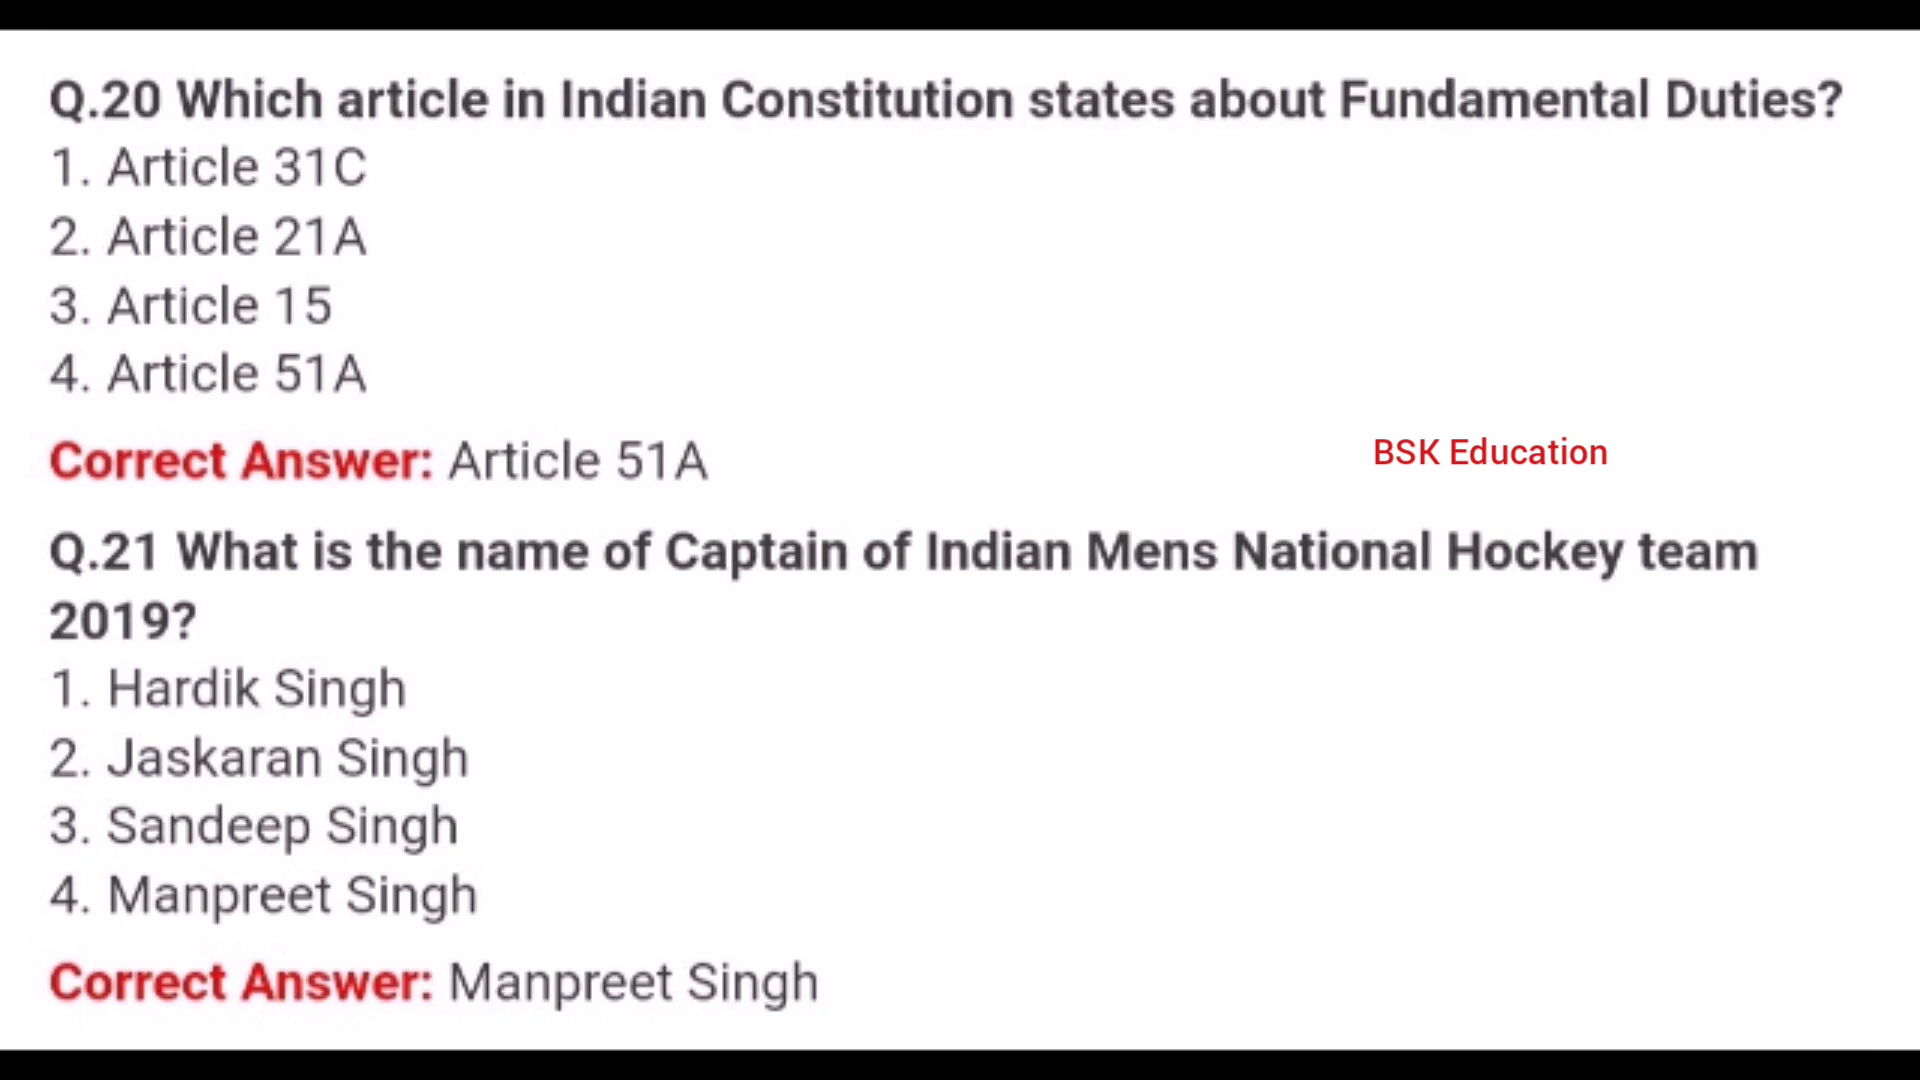 Q.20 Which article in Indian Constitution states about Fundamental Duties?
1. Article 31C
2. Article 21A
3. Article 15
4. Article 51A
Correct Answer: Article 51A
BSK Education
Q.21 What is the name of Captain of Indian Mens National Hockey team
2019?
1. Hardik Singh
2. Jaskaran Singh
3. Sandeep Singh
4. Manpreet Singh
Correct Answer: Manpreet Singh